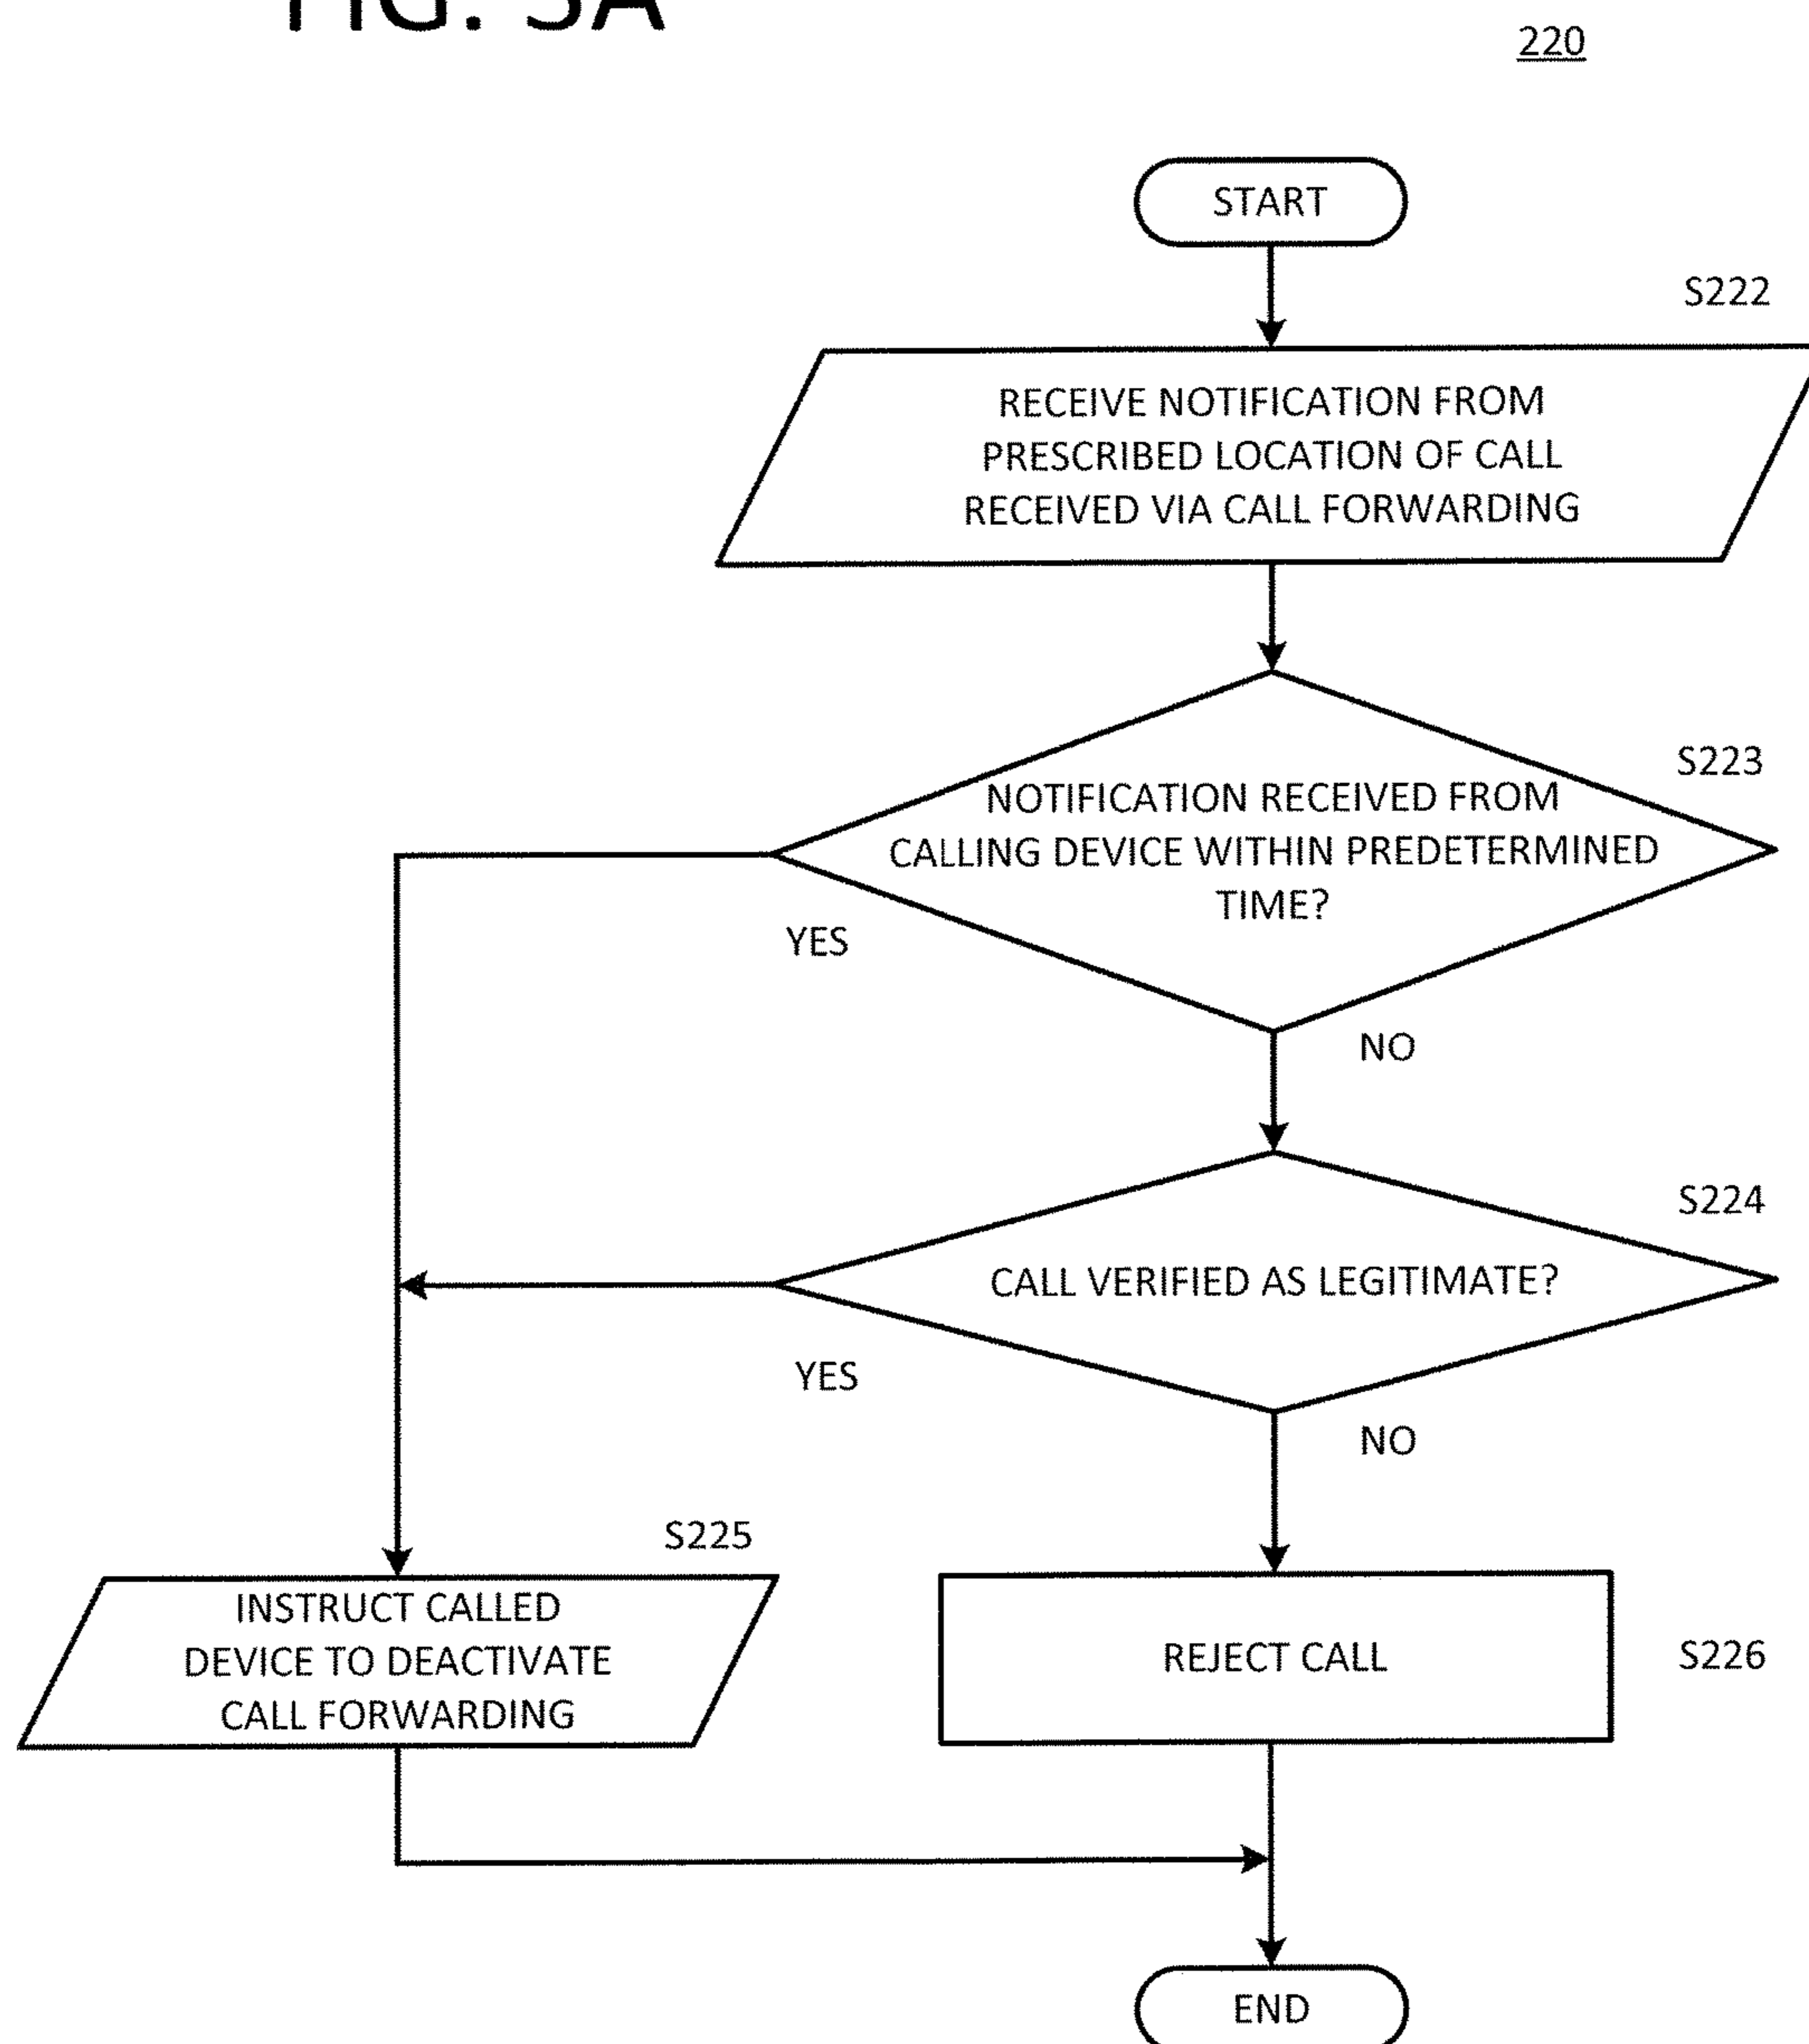 FIG. 3A
220
START
S222
RECEIVE NOTIFICATION FROM
PRESCRIBED LOCATION OF CALL
RECEIVED VIA CALL FORWARDING
S223
NOTIFICATION RECEIVED FROM
CALLING DEVICE WITHIN PREDETERMINED
TIME?
YES
NO
S224
CALL VERIFIED AS LEGITIMATE?
YES
NO
S225
INSTRUCT CALLED
DEVICE TO DEACTIVATE
CALL FORWARDING
REJECT CALL
S226
END